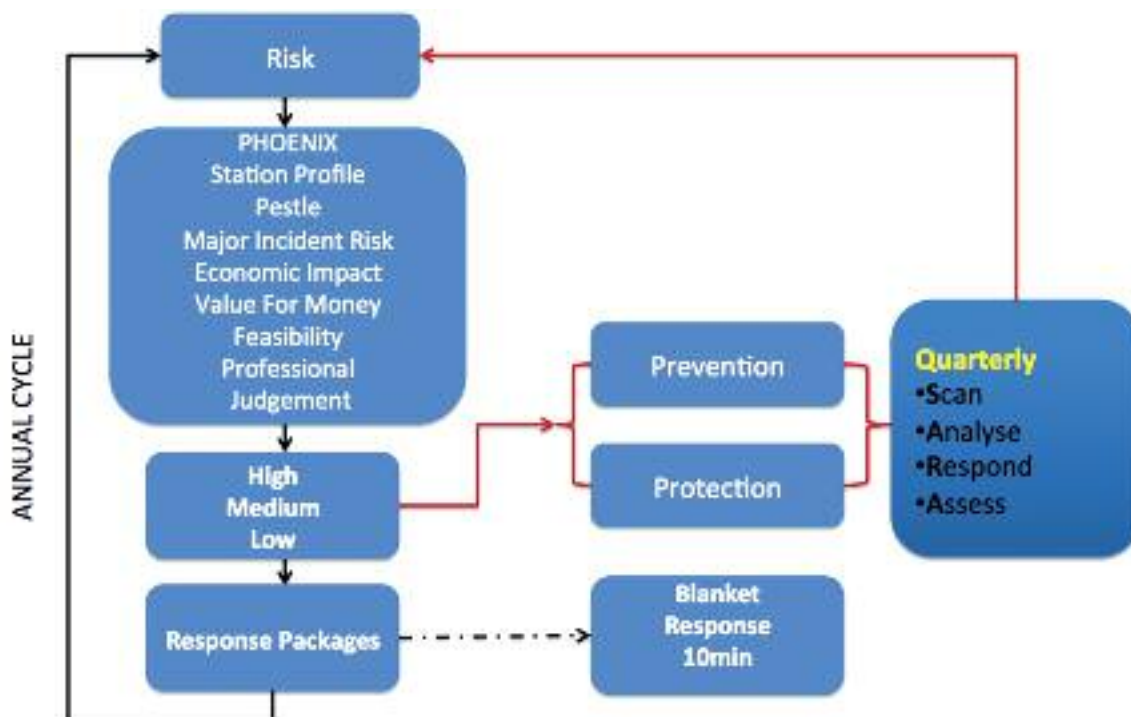 Risk
PHOENIX
Station Profile
Pestle
Major Incident Risk
Economic Impact
Value For Money
Feasibility
Professional
Judgement
High
Medium
Low
Response Packages
ANNUAL CYCLE
Prevention
Protection
Blanket
Response
10min
Quarterly
•Scan
•Analyse
•Respond
•Assess